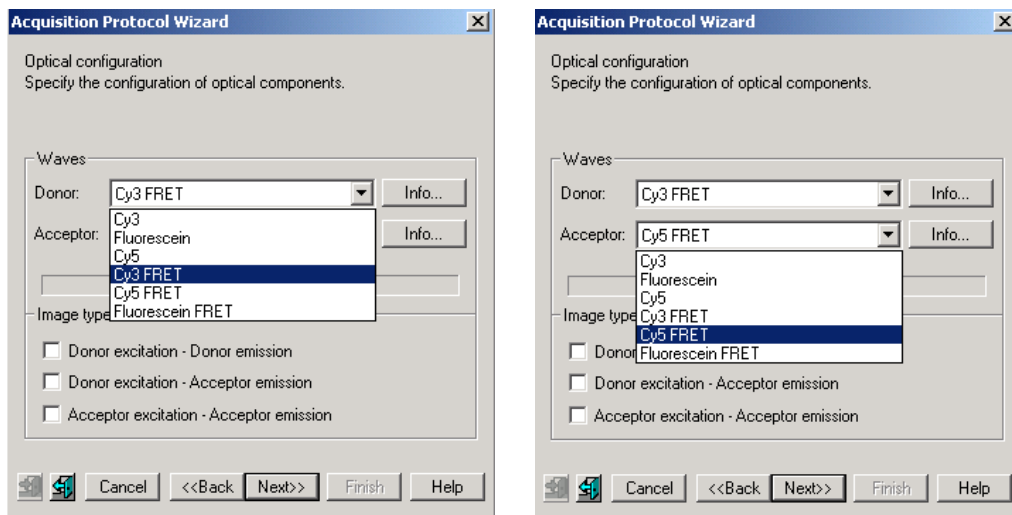 Acquisition Protocol Wizard
Optical configuration
Specify the configuration of optical components.
Waves
Donor: Cy3 FRET Info...
Cy3
Acceptor: Fluorescein Info...
Cy5
Cy3 FRET
Cy5 FRET
Image type Fluorescein FRET
Donor excitation - Donor emission
Donor excitation - Acceptor emission
Acceptor excitation - Acceptor emission
Cancel <<Back Next>> Finish Help
Acquisition Protocol Wizard
Optical configuration
Specify the configuration of optical components.
Waves
Donor: Cy3 FRET Info...
Acceptor: Cy5 FRET Info...
Cy3
Fluorescein
Cy5
Image type Cy3 FRET
Cy5 FRET
Donor Fluorescein FRET
Donor excitation - Acceptor emission
Acceptor excitation - Acceptor emission
Cancel <<Back Next>> Finish Help